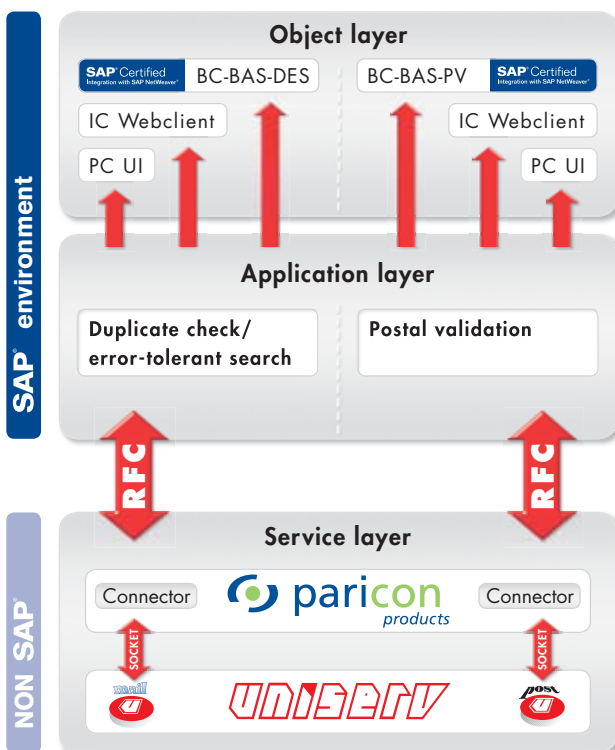 Object layer
SAP® Certified
Integration with SAP NetWeaver®
BC-BAS-DES
BC-BAS-PV
SAP® Certified
Integration with SAP NetWeaver®
IC Webclient
IC Webclient
PC UI
PC UI
SAP® environment
Application layer
Duplicate check/
error-tolerant search
Postal validation
RFC
RFC
NON SAP®
Service layer
Connector
paricon
products
Connector
SOCKET
SOCKET
mail
UNISERV
post